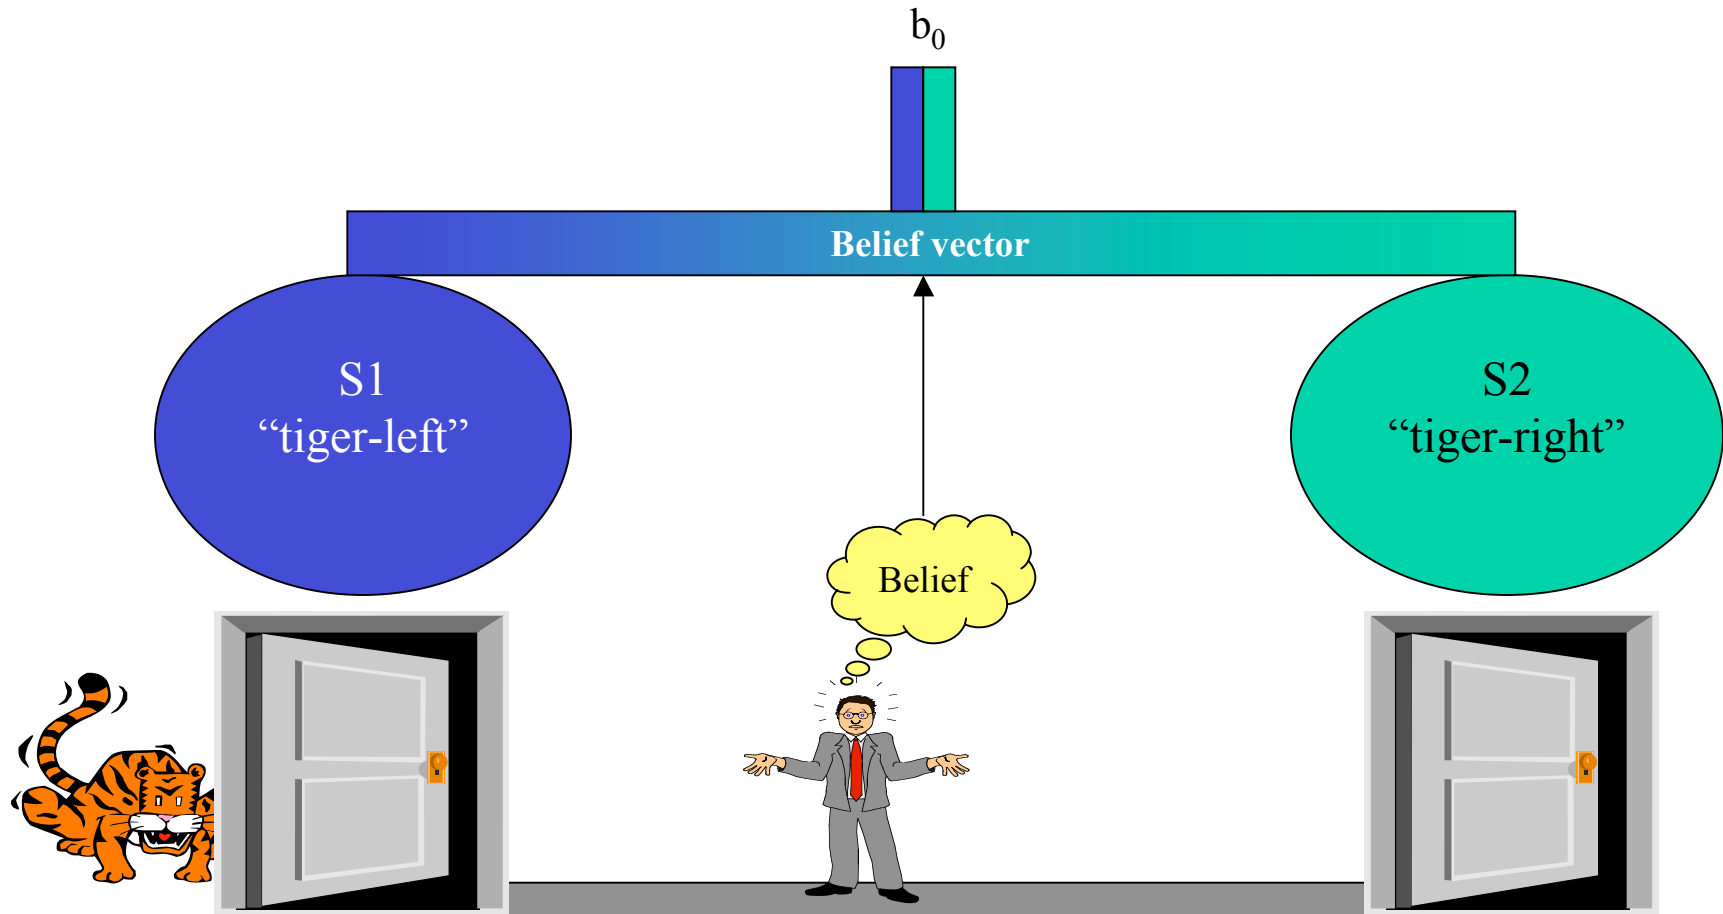 b₀
Belief vector
S1
“tiger-left”
S2
“tiger-right”
Belief